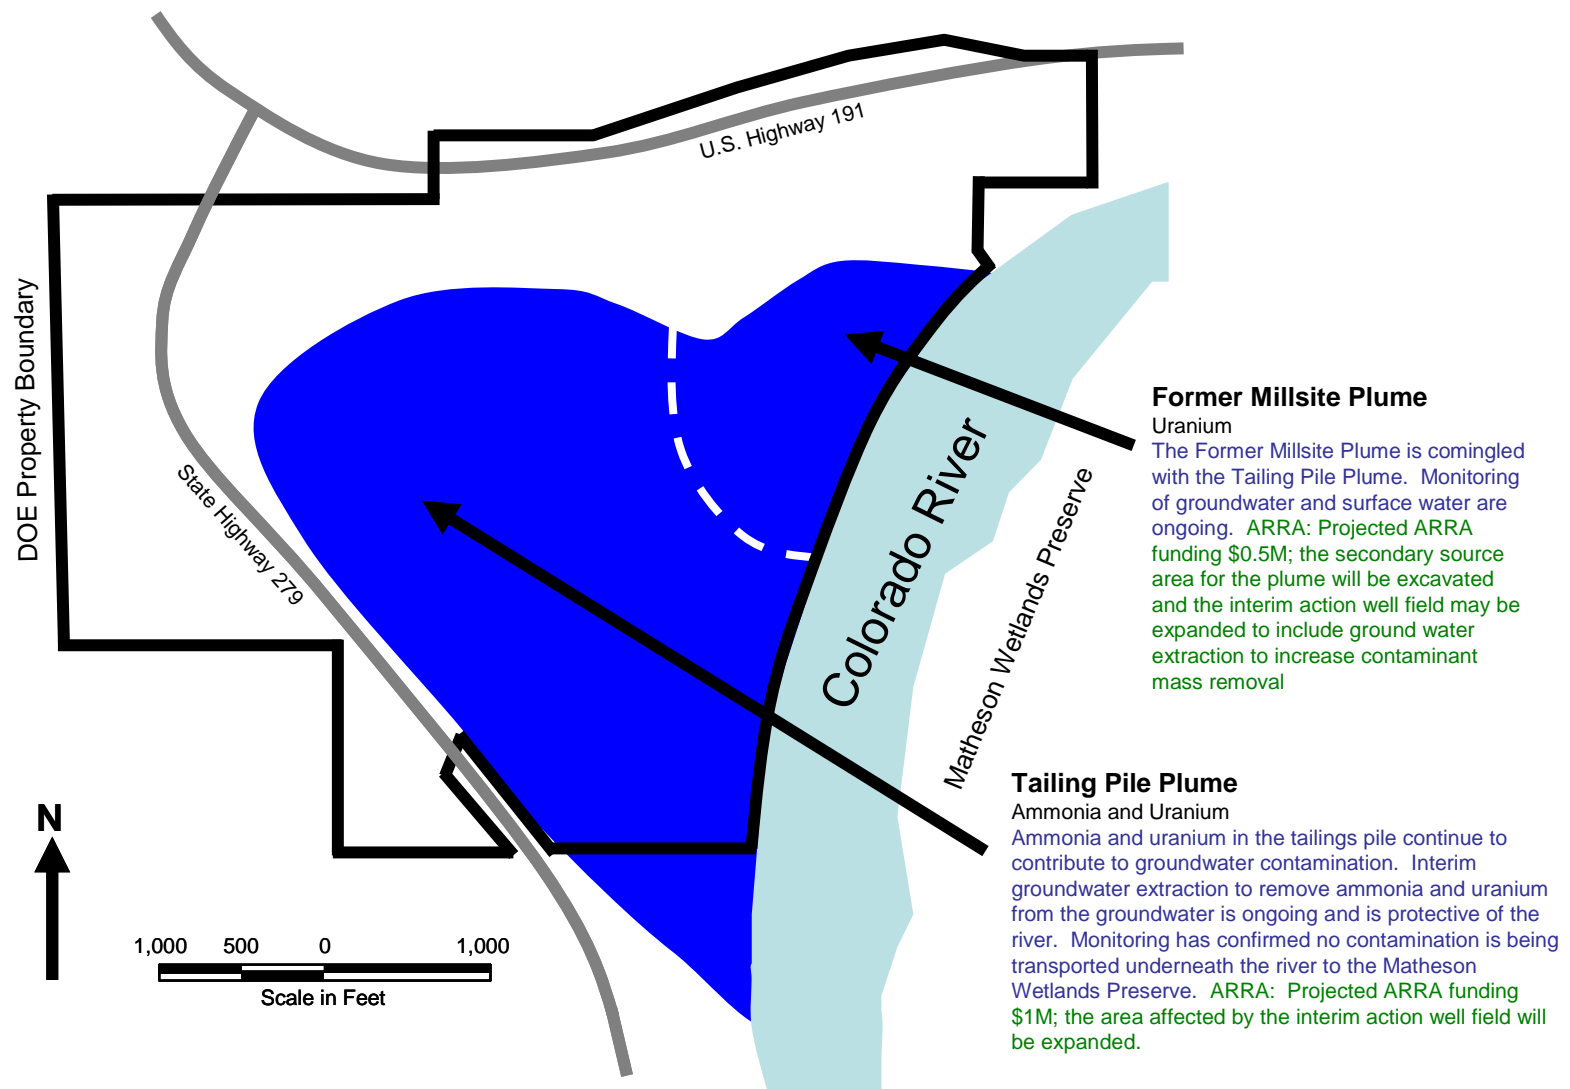 U.S. Highway 191
DOE Property Boundary
State Highway 279
Colorado River
Matheson Wetlands Preserve
Former Millsite Plume
Uranium
The Former Millsite Plume is comingled
with the Tailing Pile Plume.  Monitoring
of groundwater and surface water are
ongoing.  ARRA: Projected ARRA
funding $0.5M; the secondary source
area for the plume will be excavated
and the interim action well field may be
expanded to include ground water
extraction to increase contaminant
mass removal
Tailing Pile Plume
Ammonia and Uranium
Ammonia and uranium in the tailings pile continue to
contribute to groundwater contamination.  Interim
groundwater extraction to remove ammonia and uranium
from the groundwater is ongoing and is protective of the
river.  Monitoring has confirmed no contamination is being
transported underneath the river to the Matheson
Wetlands Preserve.  ARRA:  Projected ARRA funding
$1M; the area affected by the interim action well field will
be expanded.
N
1,000 500 0 1,000
Scale in Feet